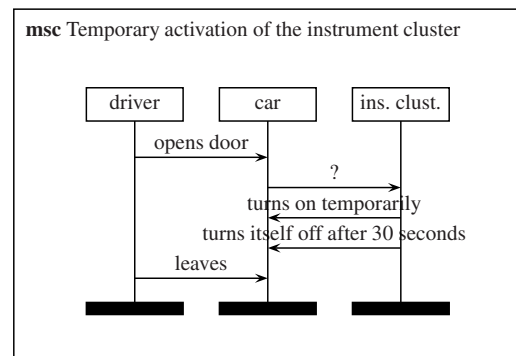 msc Temporary activation of the instrument cluster
driver car ins. clust.
opens door
?
turns on temporarily
turns itself off after 30 seconds
leaves